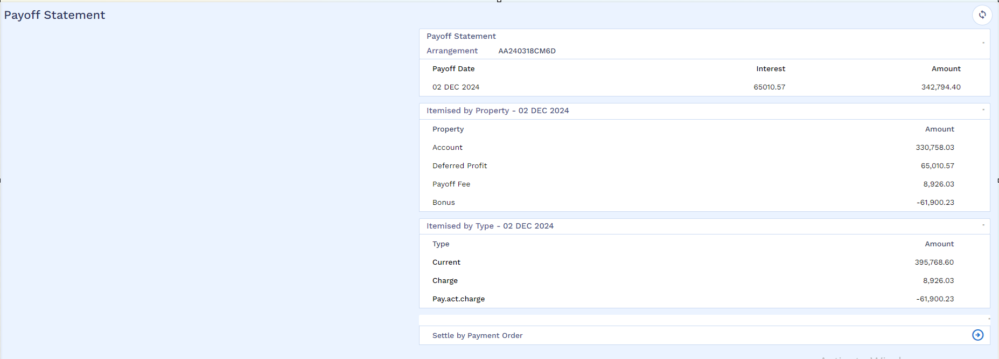 Payoff Statement
Payoff Statement
Arrangement AA240318CM6D
Payoff Date Interest Amount
02 DEC 2024 65010.57 342,794.40
Itemised by Property - 02 DEC 2024
Property Amount
Account 330,758.03
Deferred Profit 65,010.57
Payoff Fee 8,926.03
Bonus -61,900.23
Itemised by Type - 02 DEC 2024
Type Amount
Current 395,768.60
Charge 8,926.03
Pay.act.charge -61,900.23
Settle by Payment Order